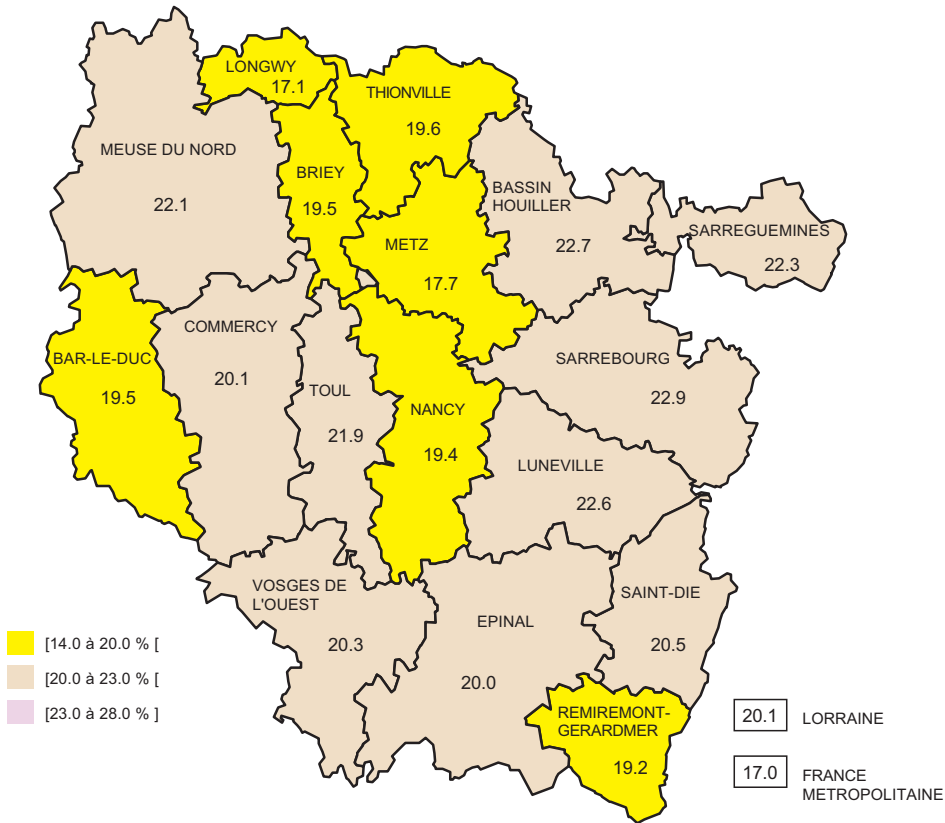 LONGWY
17.1
THIONVILLE
19.6
MEUSE DU NORD
22.1
BRIEY
19.5
BASSIN
HOUILLER
22.7
SARREGUEMINES
22.3
METZ
17.7
COMMERCY
20.1
BAR-LE-DUC
19.5
TOUL
21.9
NANCY
19.4
SARREBOURG
22.9
LUNEVILLE
22.6
VOSGES DE
L'OUEST
20.3
EPINAL
20.0
SAINT-DIE
20.5
REMIREMONT-
GERARDMER
19.2
[14.0 à 20.0 % [
[20.0 à 23.0 % [
[23.0 à 28.0 % ]
20.1 LORRAINE
17.0 FRANCE
METROPOLITAINE